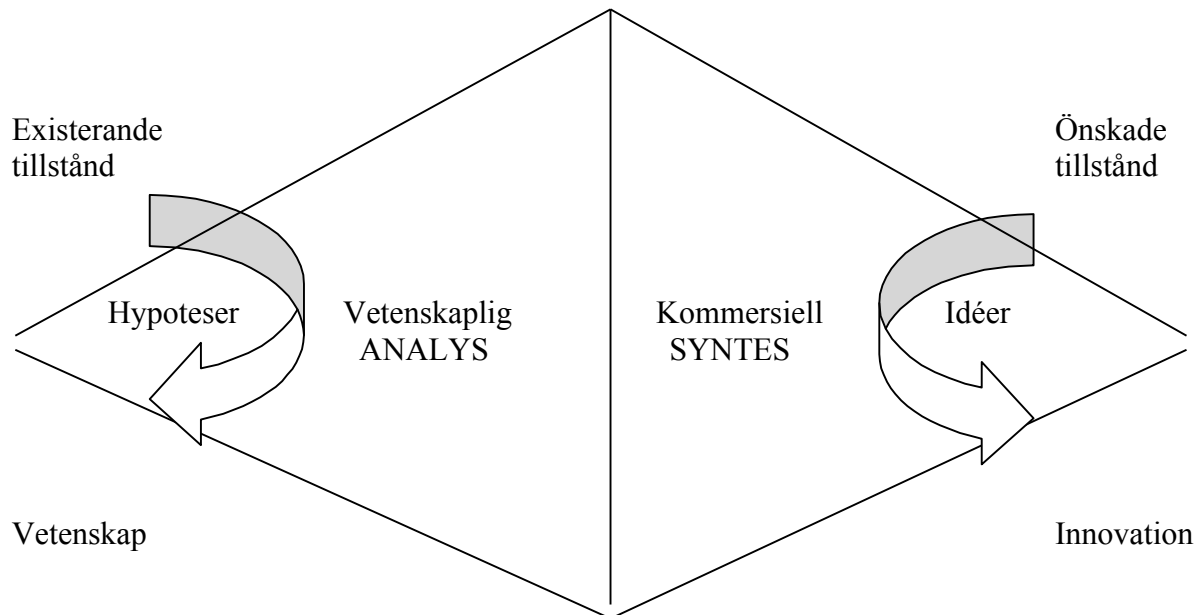 Existerande
tillstånd
Önskade
tillstånd
Hypoteser
Vetenskaplig
ANALYS
Kommersiell
SYNTES
Idéer
Vetenskap
Innovation